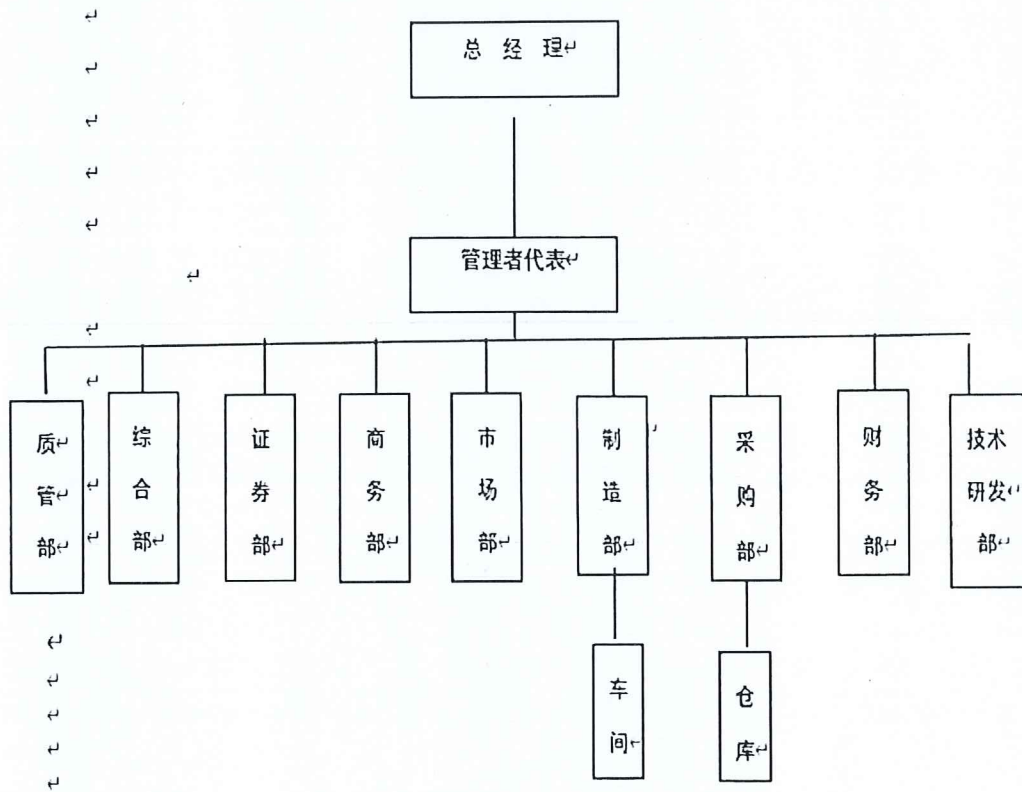 总 经 理
管理者代表
质管部
综合部
证券部
商务部
市场部
制造部
采购部
财务部
技术
研发
部
车间
仓库